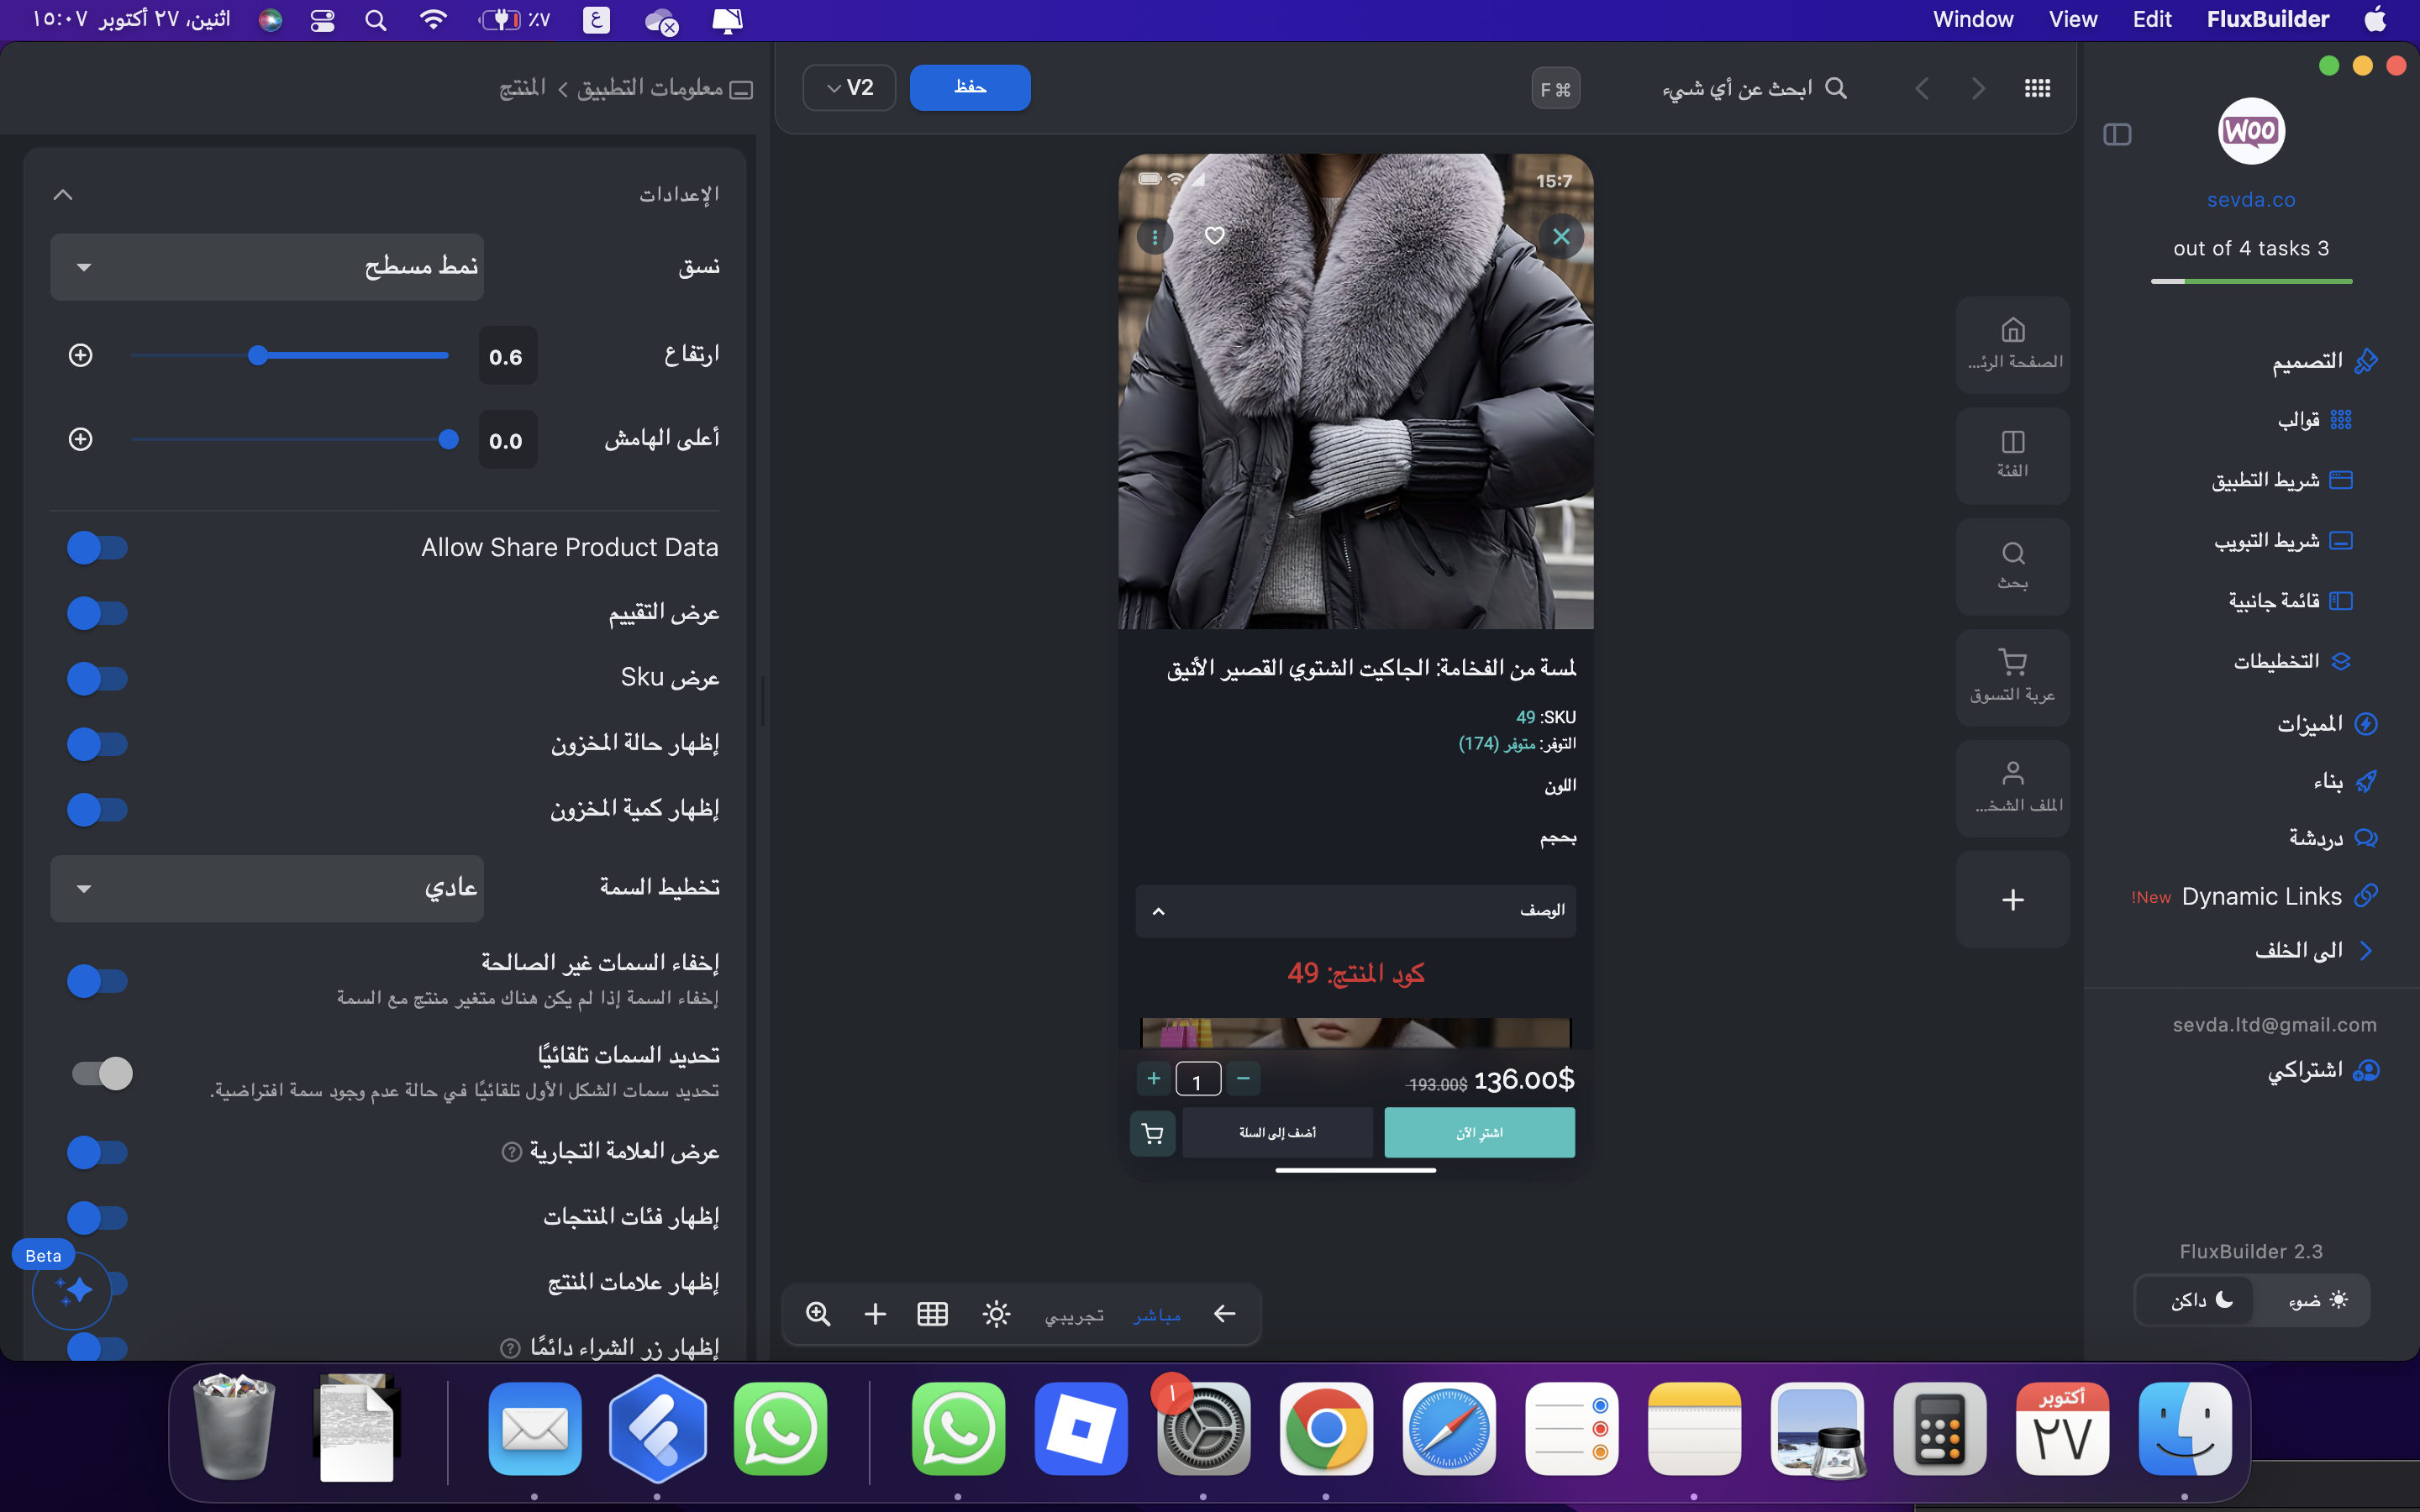 FluxBuilder Edit View Window
ع ٪٧ اثنين، ٢٧ أكتوبر ١٥:٠٧
WOO
sevda.co
out of 4 tasks 3
التصميم
قوالب
شريط التطبيق
شريط التبويب
قائمة جانبية
التخطيطات
المميزات
بناء
دردشة
Dynamic Links !New
الى الخلف
sevda.ltd@gmail.com
اشتراكي
FluxBuilder 2.3
ضوء
داكن
ابحث عن أي شيء
F ⌘
حفظ
V2
الصفحة الرئ...
الفئة
بحث
عربة التسوق
الملف الشخ...
15:7
لمسة من الفخامة: الجاكيت الشتوي القصير الأنيق
SKU: 49
التوفر: متوفر (174)
اللون
بحجم
الوصف
كود المنتج: 49
136.00$ 193.00$
1
اشتر الآن
أضف إلى السلة
مباشر
تجريبي
معلومات التطبيق > المنتج
الإعدادات
نسق
نمط مسطح
ارتفاع
0.6
أعلى الهامش
0.0
Allow Share Product Data
عرض التقييم
عرض Sku
إظهار حالة المخزون
إظهار كمية المخزون
تخطيط السمة
عادي
إخفاء السمات غير الصالحة
إخفاء السمة إذا لم يكن هناك متغير منتج مع السمة
تحديد السمات تلقائيًا
تحديد سمات الشكل الأول تلقائيًا في حالة عدم وجود سمة افتراضية.
عرض العلامة التجارية
إظهار فئات المنتجات
إظهار علامات المنتج
إظهار زر الشراء دائمًا
Beta
١
أكتوبر
٢٧